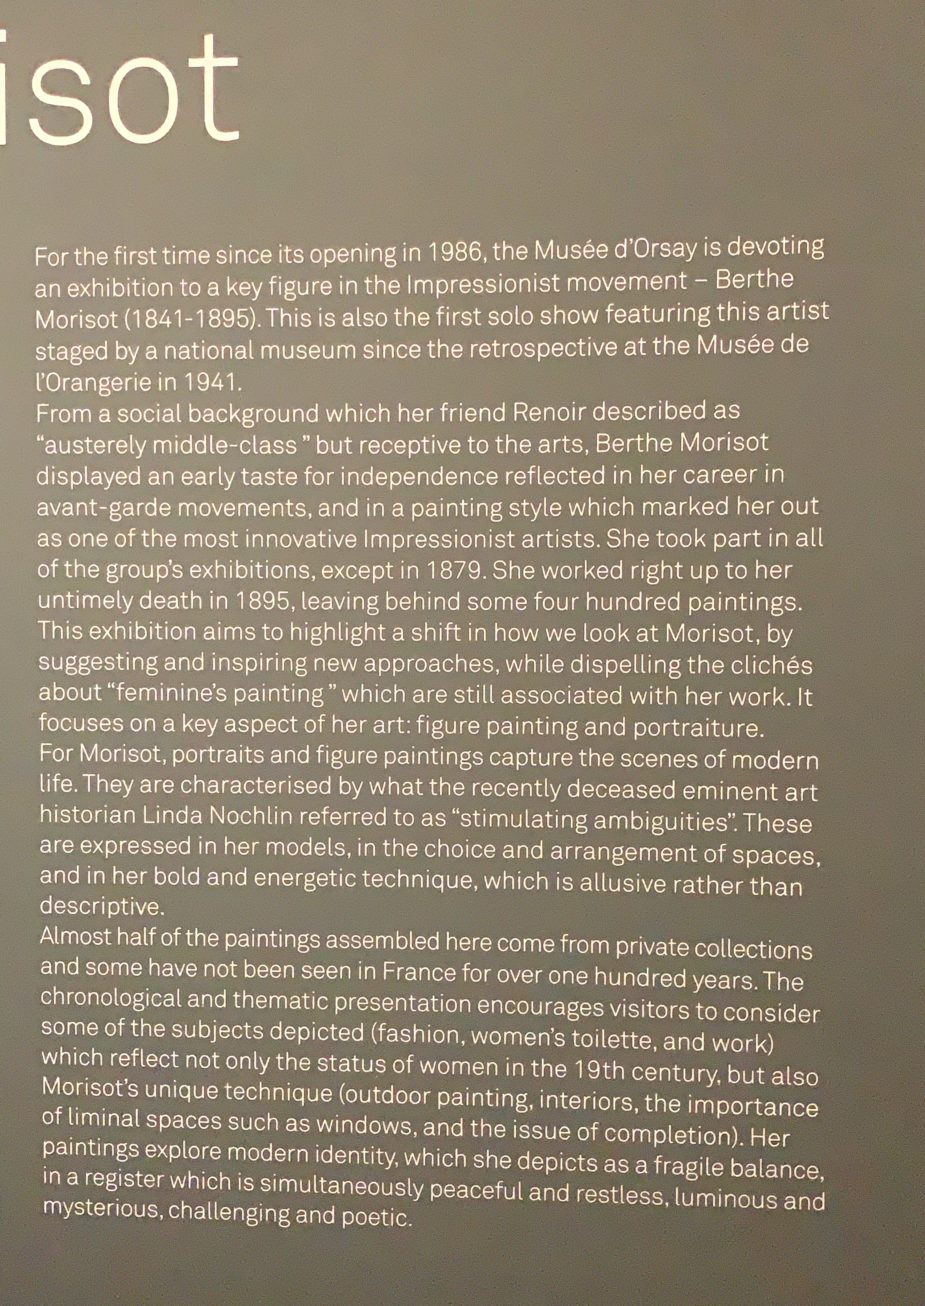 isot
For the first time since its opening in 1986, the Musée d’Orsay is devoting
an exhibition to a key figure in the Impressionist movement – Berthe
Morisot (1841-1895). This is also the first solo show featuring this artist
staged by a national museum since the retrospective at the Musée de
l’Orangerie in 1941.
From a social background which her friend Renoir described as
“austerely middle-class ” but receptive to the arts, Berthe Morisot
displayed an early taste for independence reflected in her career in
avant-garde movements, and in a painting style which marked her out
as one of the most innovative Impressionist artists. She took part in all
of the group’s exhibitions, except in 1879. She worked right up to her
untimely death in 1895, leaving behind some four hundred paintings.
This exhibition aims to highlight a shift in how we look at Morisot, by
suggesting and inspiring new approaches, while dispelling the clichés
about “feminine’s painting ” which are still associated with her work. It
focuses on a key aspect of her art: figure painting and portraiture.
For Morisot, portraits and figure paintings capture the scenes of modern
life. They are characterised by what the recently deceased eminent art
historian Linda Nochlin referred to as “stimulating ambiguities”. These
are expressed in her models, in the choice and arrangement of spaces,
and in her bold and energetic technique, which is allusive rather than
descriptive.
Almost half of the paintings assembled here come from private collections
and some have not been seen in France for over one hundred years. The
chronological and thematic presentation encourages visitors to consider
some of the subjects depicted (fashion, women’s toilette, and work)
which reflect not only the status of women in the 19th century, but also
Morisot’s unique technique (outdoor painting, interiors, the importance
of liminal spaces such as windows, and the issue of completion). Her
paintings explore modern identity, which she depicts as a fragile balance,
in a register which is simultaneously peaceful and restless, luminous and
mysterious, challenging and poetic.